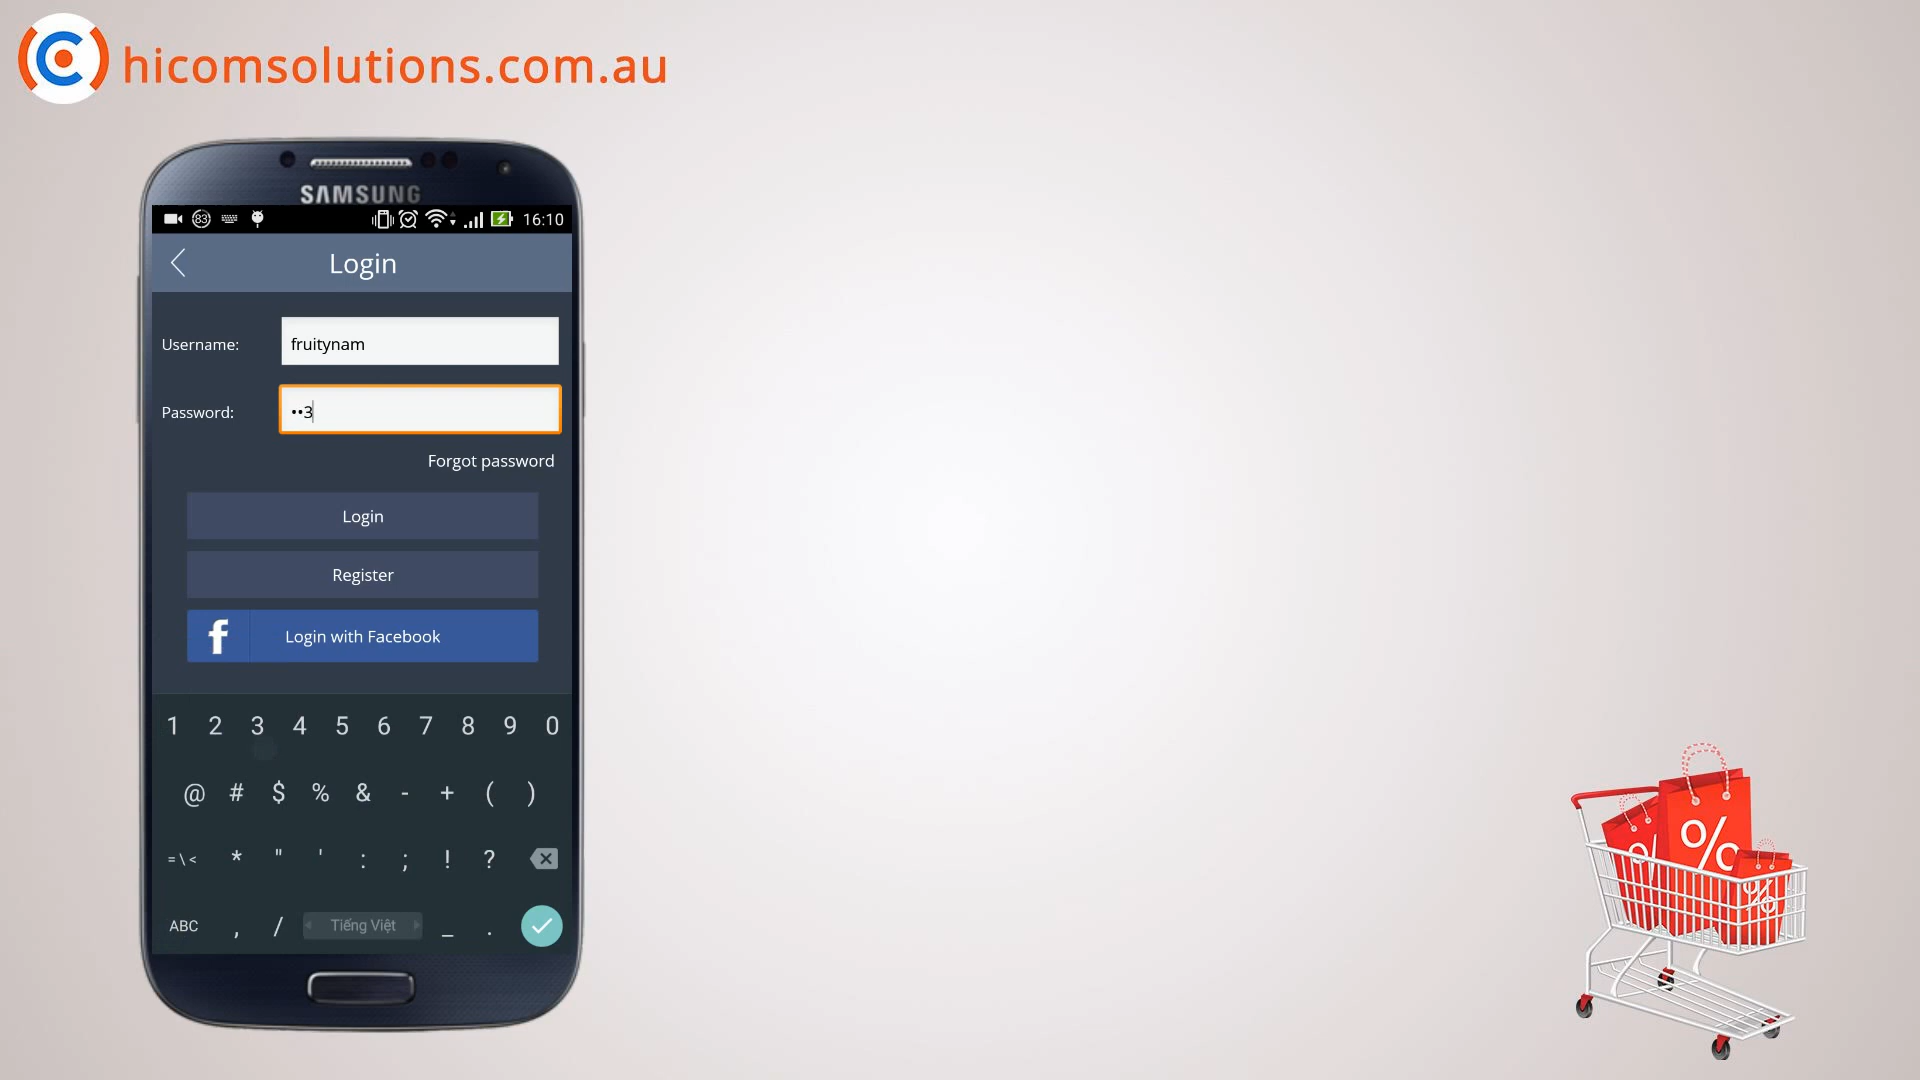 hicomsolutions.com.au
SAMSUNG
83 16:10
Login
Username: fruitynam
Password: ••3
Forgot password
Login
Register
f Login with Facebook
1 2 3 4 5 6 7 8 9 0
@ # $ % & - + ( )
= \ < * " ' : ; ! ?
ABC , / Tiếng Việt _ .
% % %